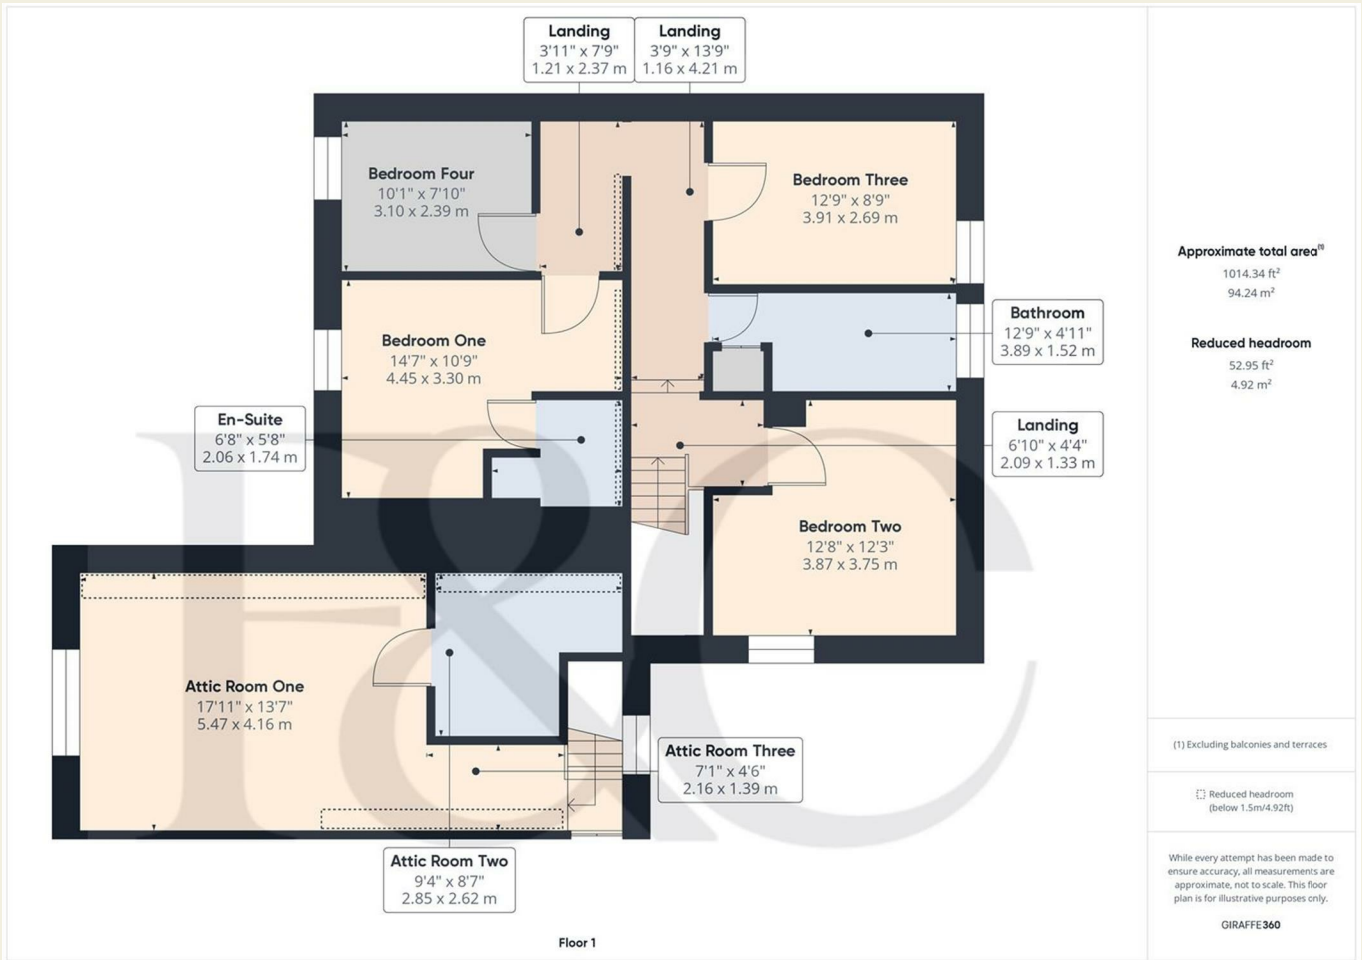 Landing
3'11" x 7'9"
1.21 x 2.37 m
Landing
3'9" x 13'9"
1.16 x 4.21 m
Bedroom Four
10'1" x 7'10"
3.10 x 2.39 m
Bedroom Three
12'9" x 8'9"
3.91 x 2.69 m
Bathroom
12'9" x 4'11"
3.89 x 1.52 m
Bedroom One
14'7" x 10'9"
4.45 x 3.30 m
En-Suite
6'8" x 5'8"
2.06 x 1.74 m
Landing
6'10" x 4'4"
2.09 x 1.33 m
Bedroom Two
12'8" x 12'3"
3.87 x 3.75 m
Attic Room One
17'11" x 13'7"
5.47 x 4.16 m
Attic Room Three
7'1" x 4'6"
2.16 x 1.39 m
Attic Room Two
9'4" x 8'7"
2.85 x 2.62 m
Floor 1
F&C
Approximate total area(1)
1014.34 ft²
94.24 m²
Reduced headroom
52.95 ft²
4.92 m²
(1) Excluding balconies and terraces
Reduced headroom
(below 1.5m/4.92ft)
While every attempt has been made to
ensure accuracy, all measurements are
approximate, not to scale. This floor
plan is for illustrative purposes only.
GIRAFFE360